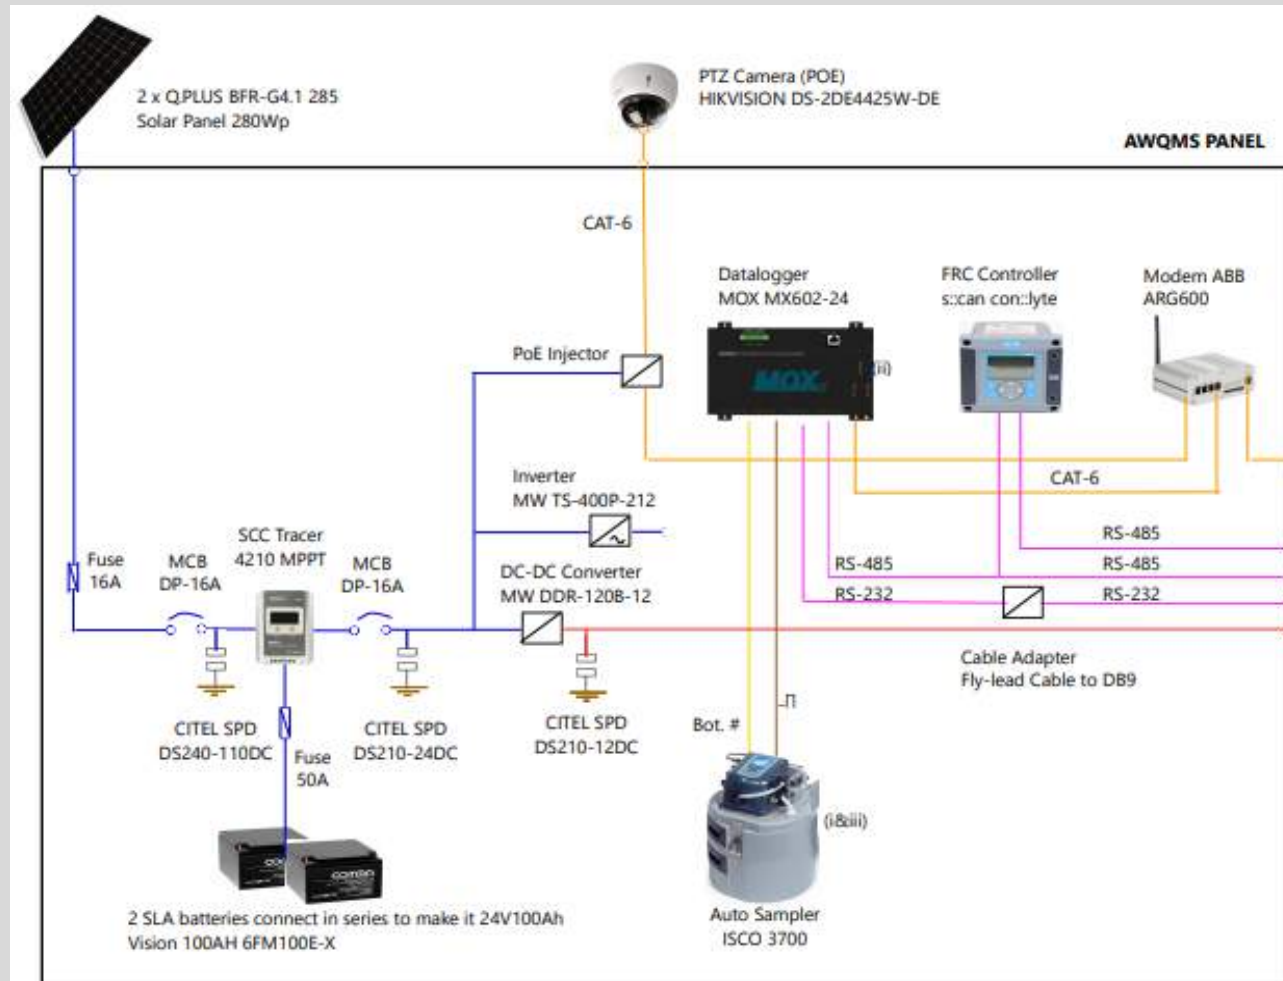 2 x Q.PLUS BFR-G4.1 285
Solar Panel 280Wp
PTZ Camera (POE)
HIKVISION DS-2DE4425W-DE
AWQMS PANEL
CAT-6
Datalogger
MOX MX602-24
FRC Controller
s::can con::lyte
Modem ABB
ARG600
PoE Injector
MOX
(ii)
Inverter
MW TS-400P-212
CAT-6
Fuse
16A
MCB
DP-16A
SCC Tracer
4210 MPPT
MCB
DP-16A
DC-DC Converter
MW DDR-120B-12
RS-485
RS-485
RS-485
RS-232
RS-232
Cable Adapter
Fly-lead Cable to DB9
CITEL SPD
DS240-110DC
CITEL SPD
DS210-24DC
CITEL SPD
DS210-12DC
Bot. #
Fuse
50A
(i&iii)
2 SLA batteries connect in series to make it 24V100Ah
Vision 100AH 6FM100E-X
Auto Sampler
ISCO 3700